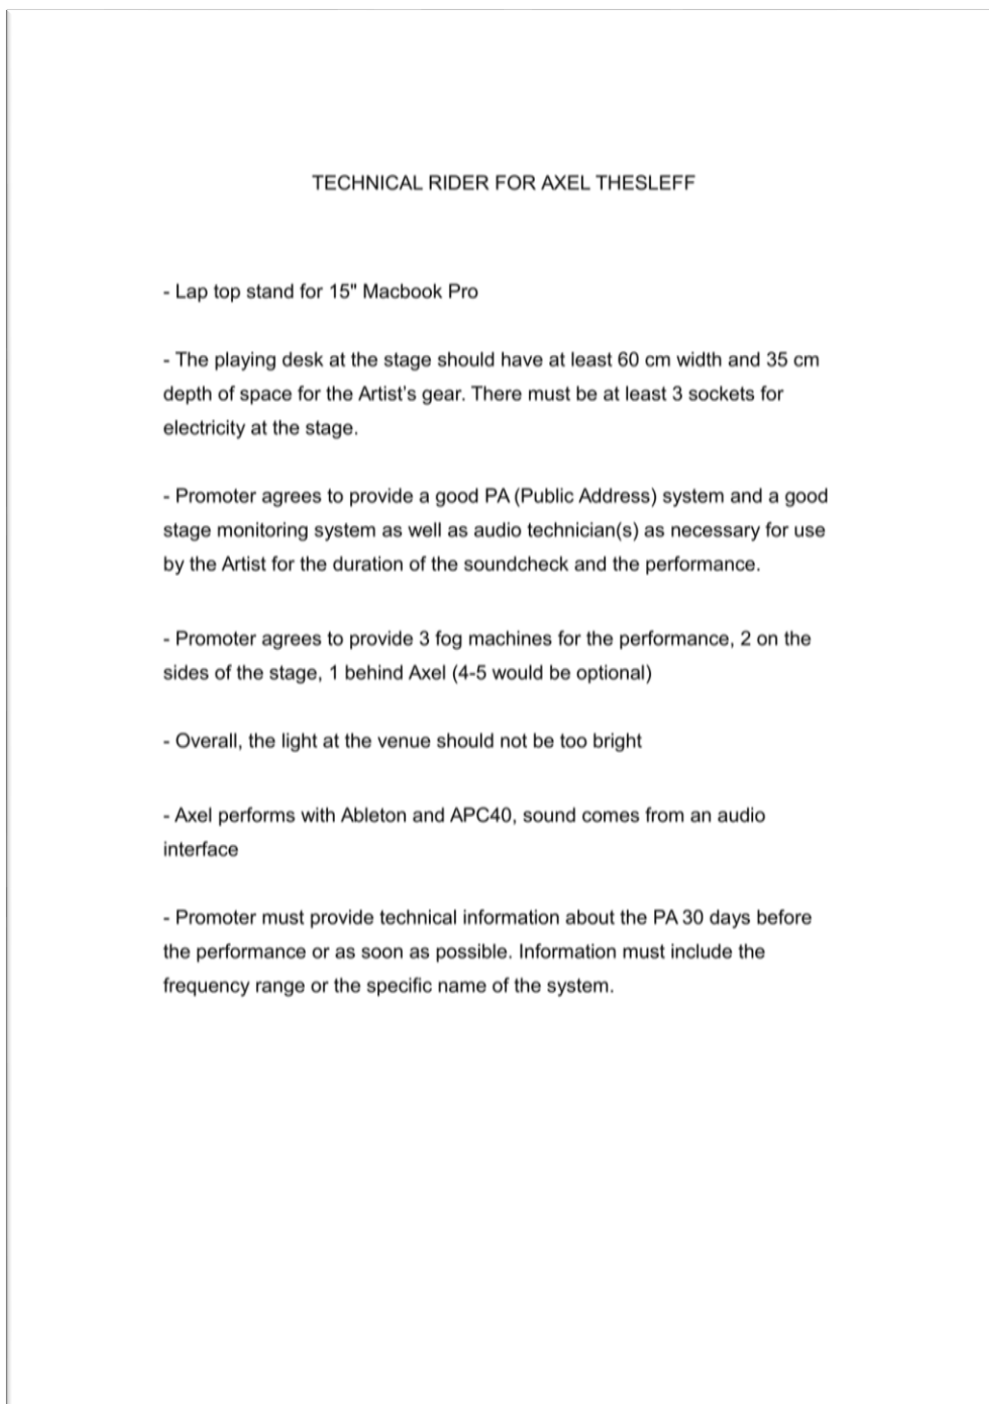 TECHNICAL RIDER FOR AXEL THESLEFF
- Lap top stand for 15" Macbook Pro
- The playing desk at the stage should have at least 60 cm width and 35 cm
depth of space for the Artist's gear. There must be at least 3 sockets for
electricity at the stage.
- Promoter agrees to provide a good PA (Public Address) system and a good
stage monitoring system as well as audio technician(s) as necessary for use
by the Artist for the duration of the soundcheck and the performance.
- Promoter agrees to provide 3 fog machines for the performance, 2 on the
sides of the stage, 1 behind Axel (4-5 would be optional)
- Overall, the light at the venue should not be too bright
- Axel performs with Ableton and APC40, sound comes from an audio
interface
- Promoter must provide technical information about the PA 30 days before
the performance or as soon as possible. Information must include the
frequency range or the specific name of the system.